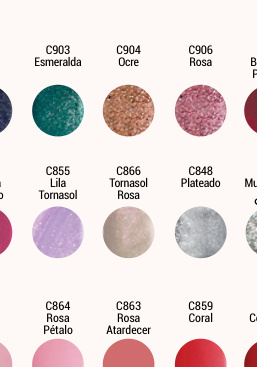 C903 C904 C906
Esmeralda Ocre Rosa
C855 C866 C848
Lila Tornasol Plateado
Tornasol Rosa
C864 C863 C859
Rosa Rosa Coral
Pétalo Atardecer